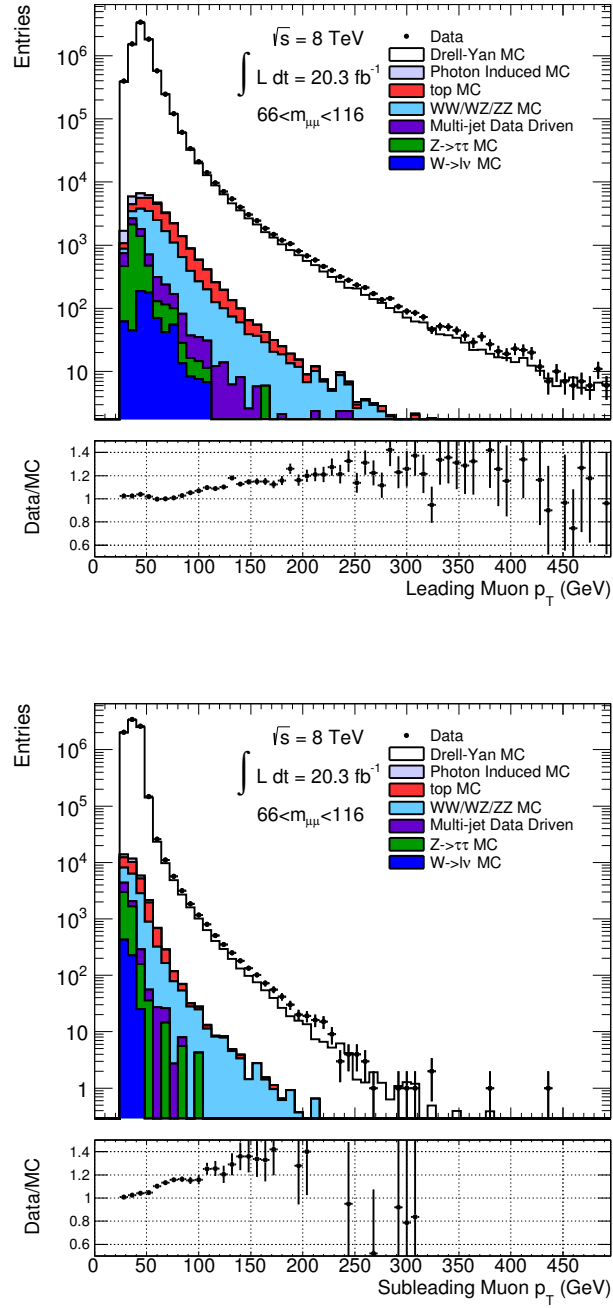 Entries
10⁶
10⁵
10⁴
10³
10²
10
√s = 8 TeV
∫ L dt = 20.3 fb⁻¹
66<m_μμ<116
Data
Drell-Yan MC
Photon Induced MC
top MC
WW/WZ/ZZ MC
Multi-jet Data Driven
Z->ττ MC
W->lν MC
Data/MC
1.4
1.2
1
0.8
0.6
0 50 100 150 200 250 300 350 400 450
Leading Muon p_T (GeV)
Entries
10⁶
10⁵
10⁴
10³
10²
10
1
√s = 8 TeV
∫ L dt = 20.3 fb⁻¹
66<m_μμ<116
Data
Drell-Yan MC
Photon Induced MC
top MC
WW/WZ/ZZ MC
Multi-jet Data Driven
Z->ττ MC
W->lν MC
Data/MC
1.4
1.2
1
0.8
0.6
0 50 100 150 200 250 300 350 400 450
Subleading Muon p_T (GeV)